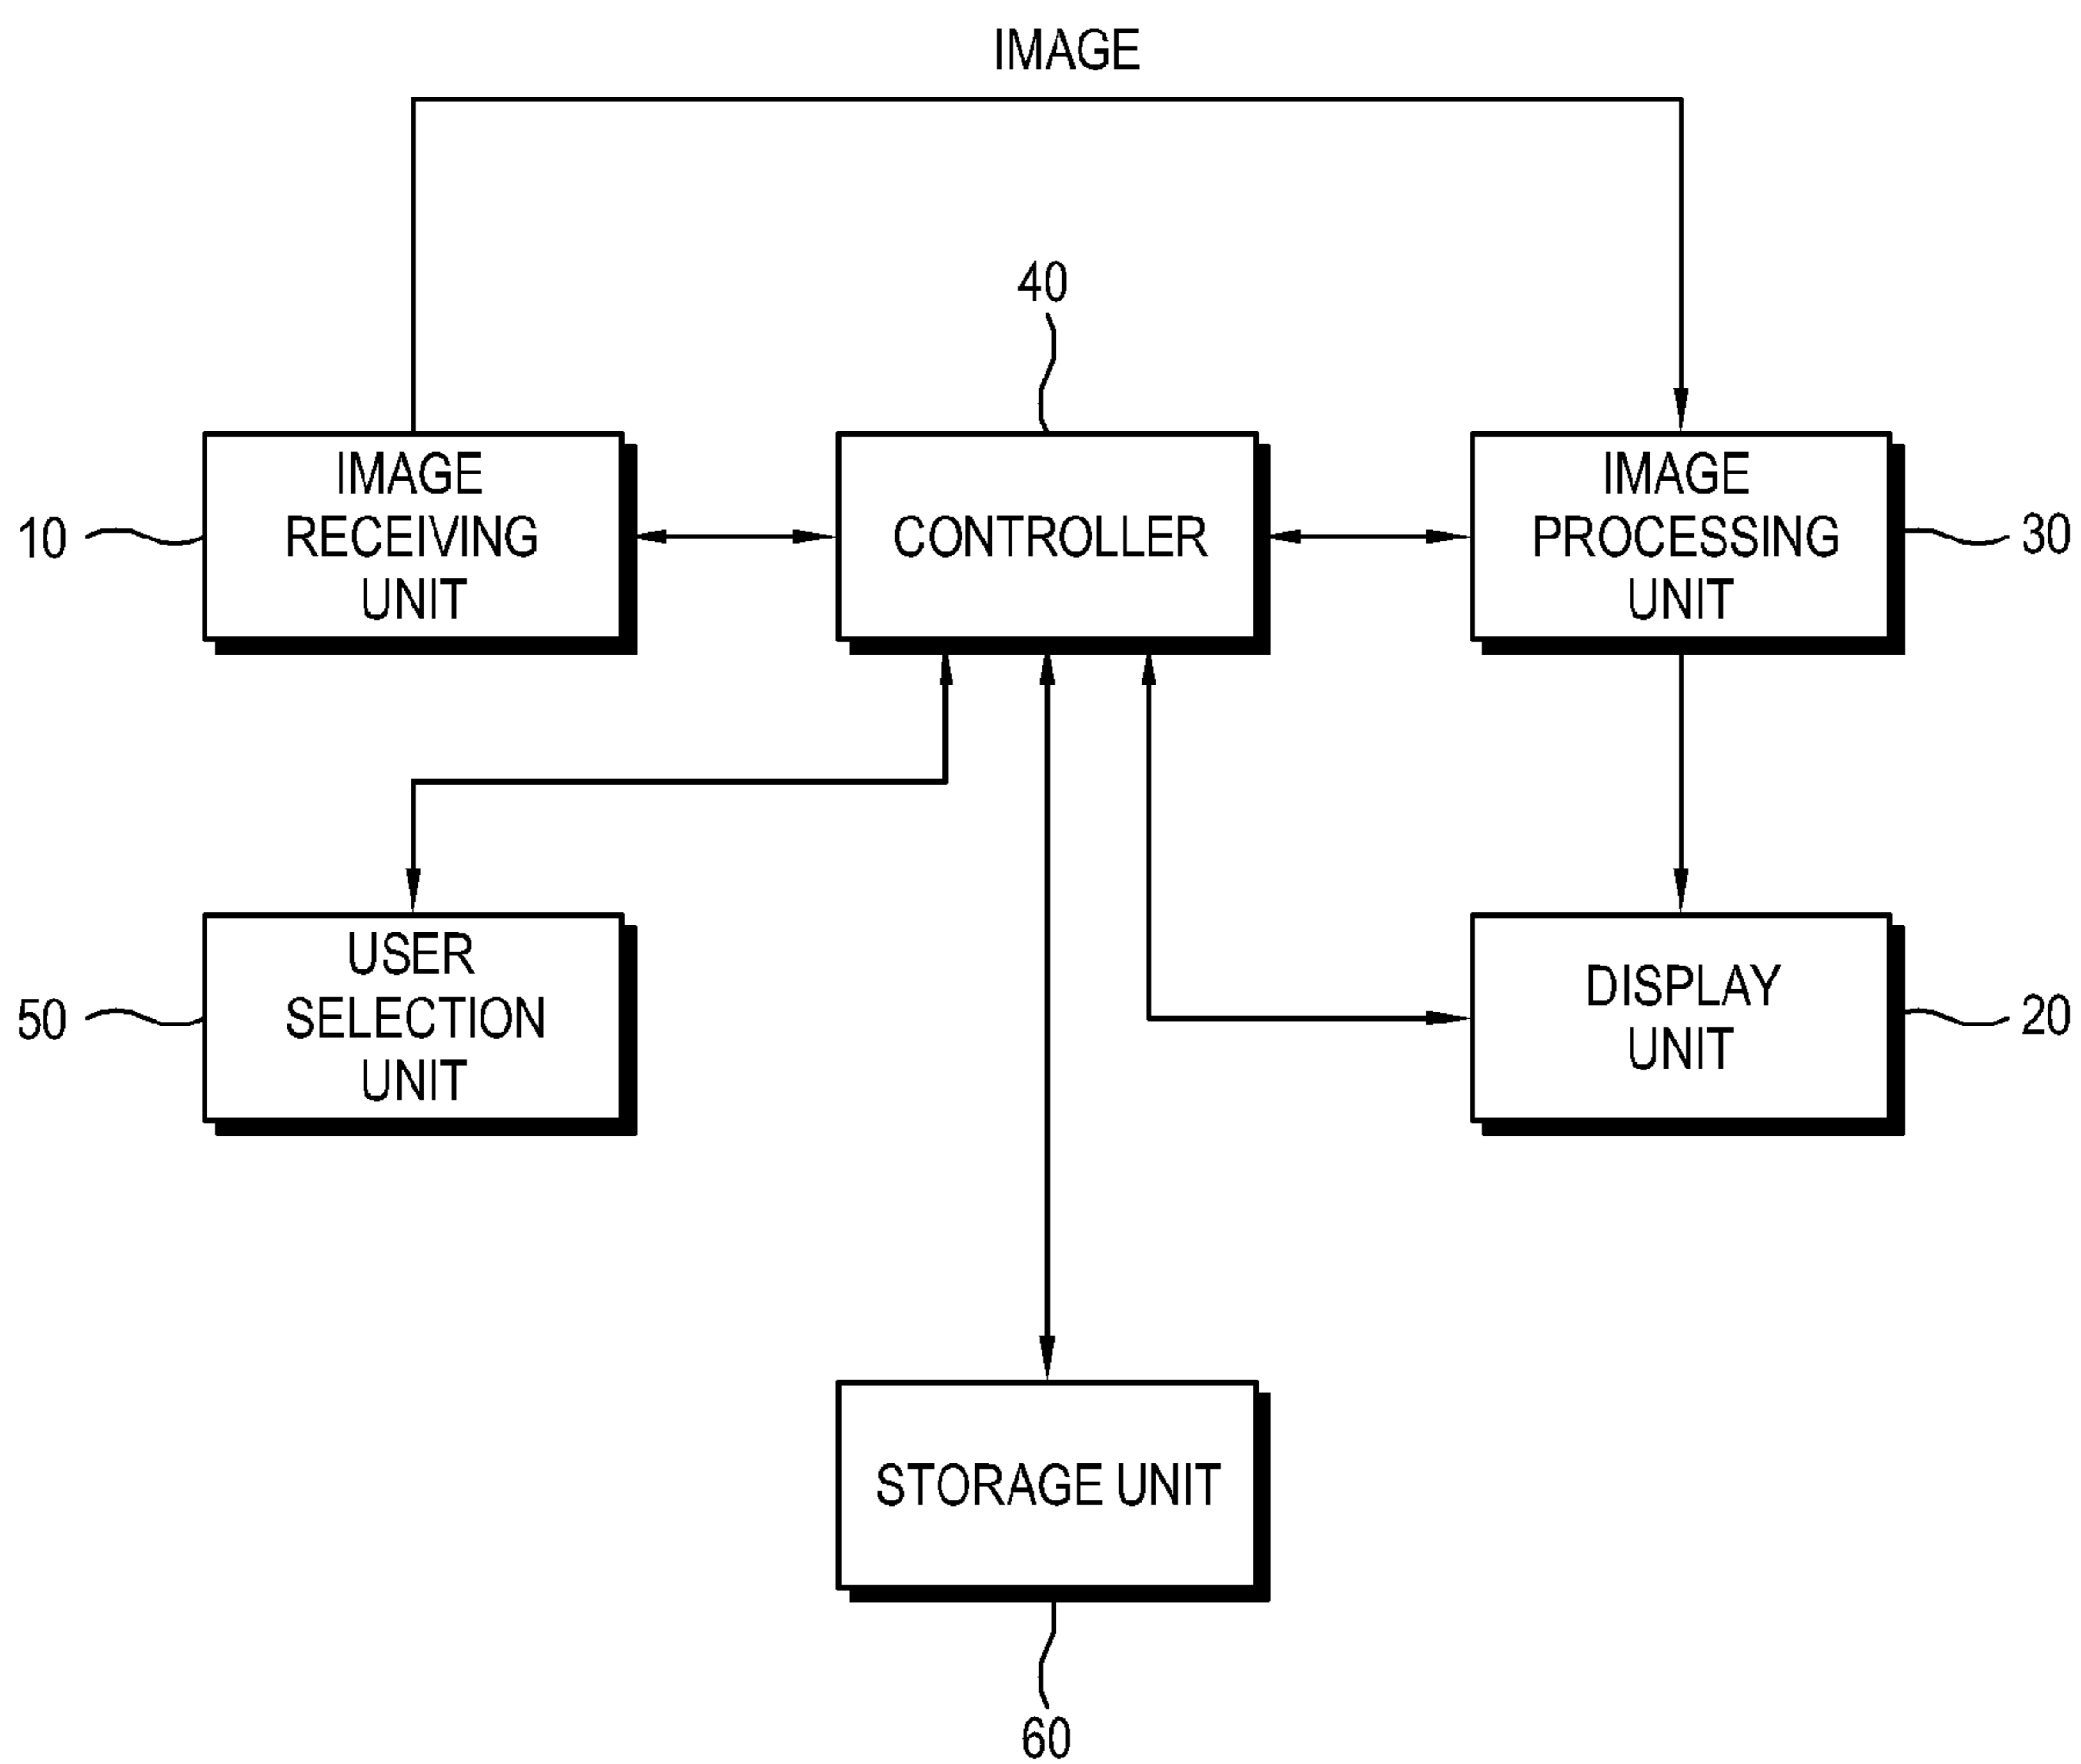 IMAGE
40
10
IMAGE
RECEIVING
UNIT
CONTROLLER
IMAGE
PROCESSING
UNIT
30
50
USER
SELECTION
UNIT
DISPLAY
UNIT
20
STORAGE UNIT
60